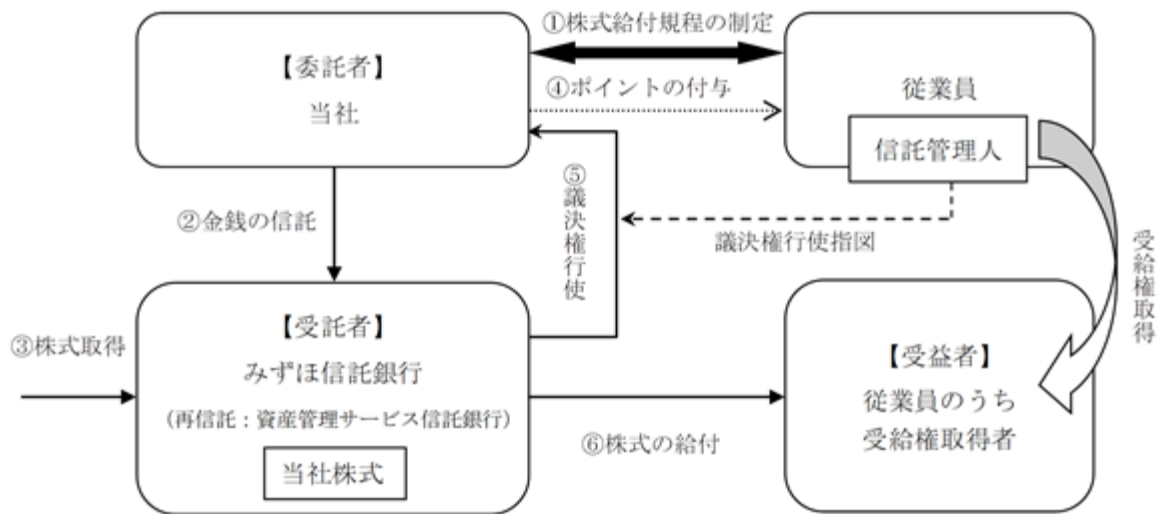 ①株式給付規程の制定
【委託者】
当社
④ポイントの付与
従業員
信託管理人
②金銭の信託
⑤議決権行使
議決権行使指図
受給権取得
③株式取得
【受託者】
みずほ信託銀行
(再信託：資産管理サービス信託銀行)
当社株式
⑥株式の給付
【受益者】
従業員のうち
受給権取得者